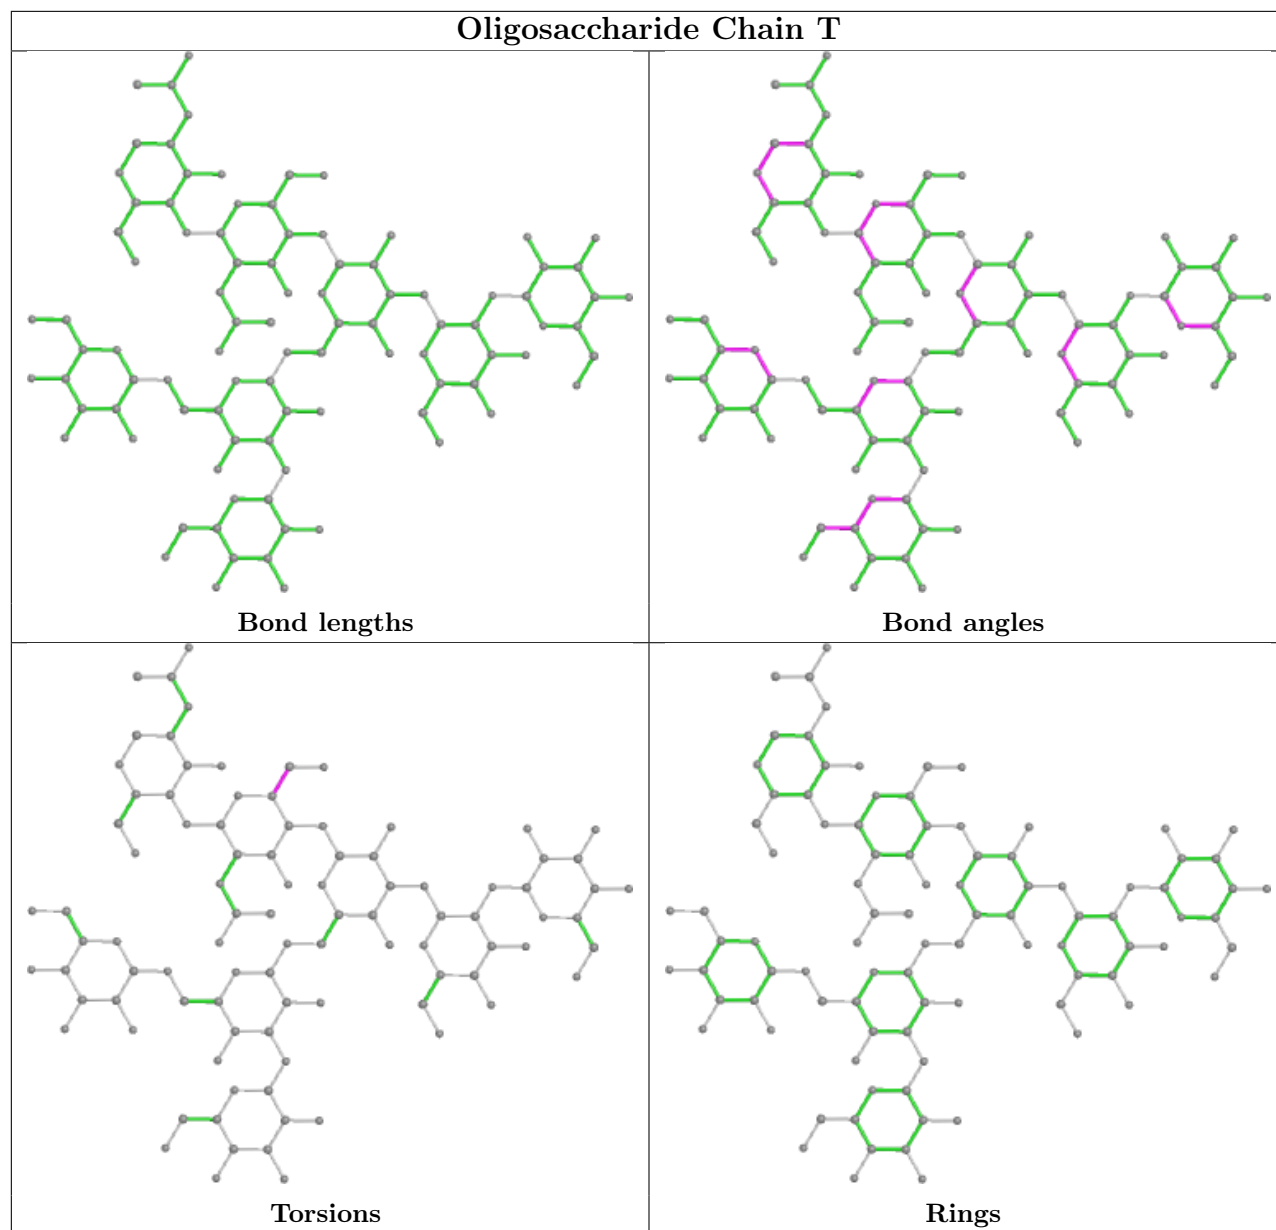 Oligosaccharide Chain T
Bond lengths
Bond angles
Torsions
Rings